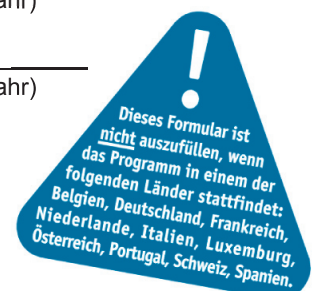 ahr)
ahr)
!
Dieses Formular ist
nicht auszufüllen, wenn
das Programm in einem der
folgenden Länder stattfindet:
Belgien, Deutschland, Frankreich,
Niederlande, Italien, Luxemburg,
Österreich, Portugal, Schweiz, Spanien.